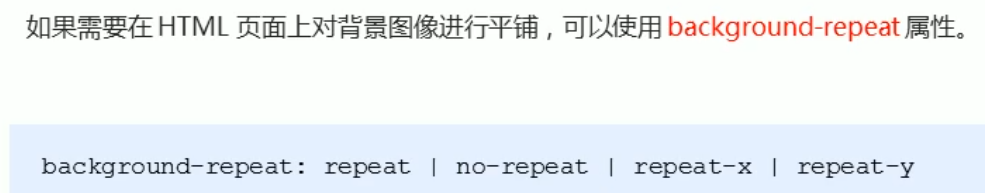 如果需要在 HTML 页面上对背景图像进行平铺，可以使用 background-repeat 属性。
background-repeat: repeat | no-repeat | repeat-x | repeat-y